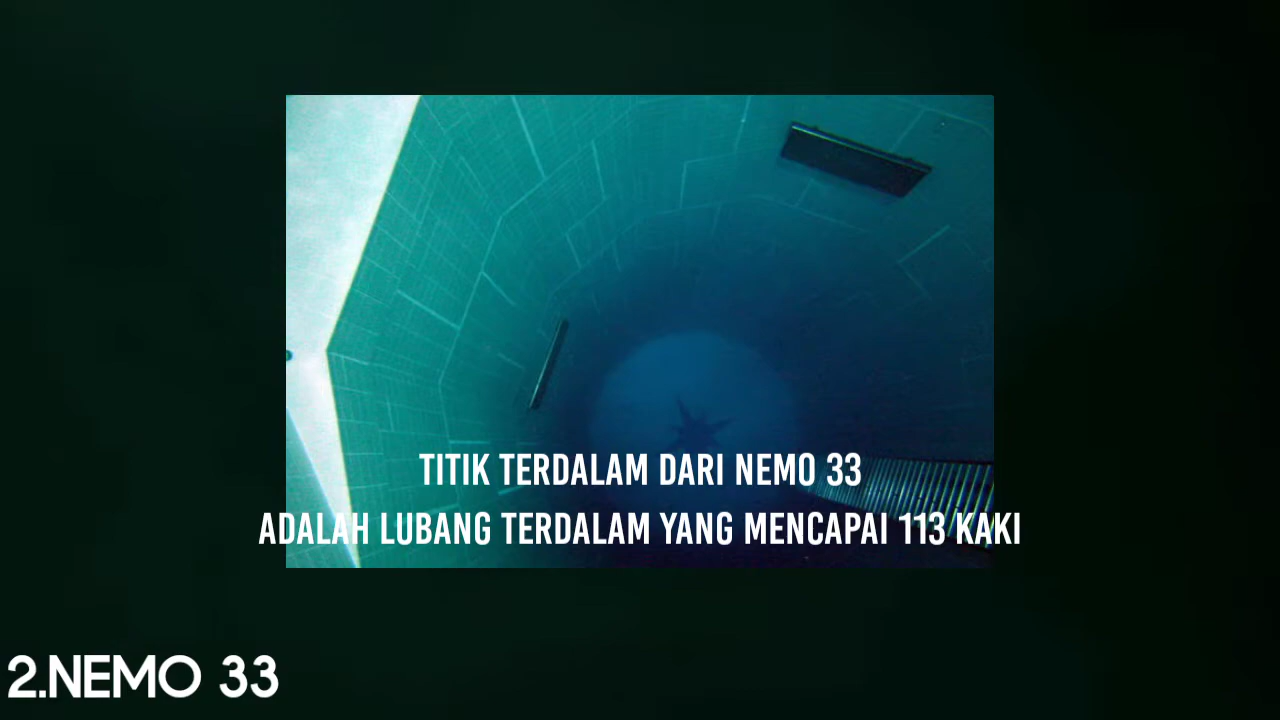 TITIK TERDALAM DARI NEMO 33
ADALAH LUBANG TERDALAM YANG MENCAPAI 113 KAKI
2.NEMO 33